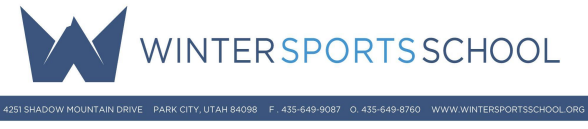 WINTERSPORTSSCHOOL
4251 SHADOW MOUNTAIN DRIVE PARK CITY, UTAH 84098 F. 435-649-9087 O. 435-649-8760 WWW.WINTERSPORTSSCHOOL.ORG